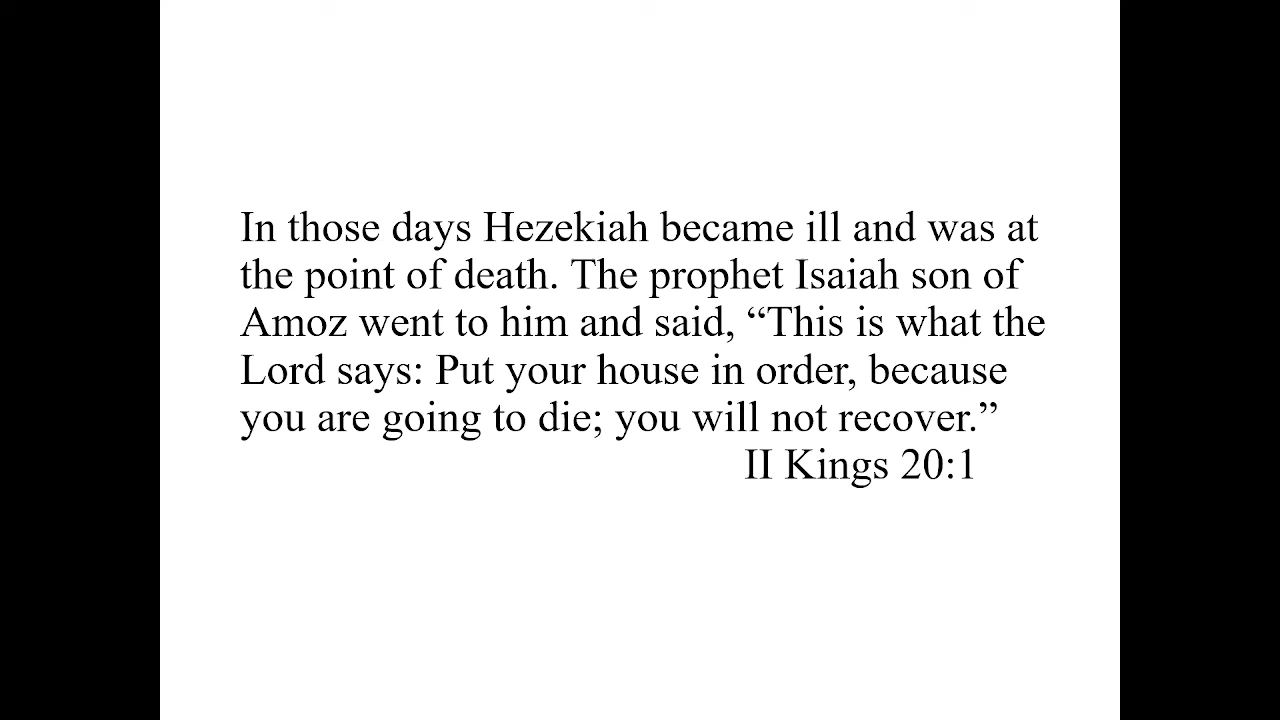 In those days Hezekiah became ill and was at
the point of death. The prophet Isaiah son of
Amoz went to him and said, “This is what the
Lord says: Put your house in order, because
you are going to die; you will not recover.”
II Kings 20:1